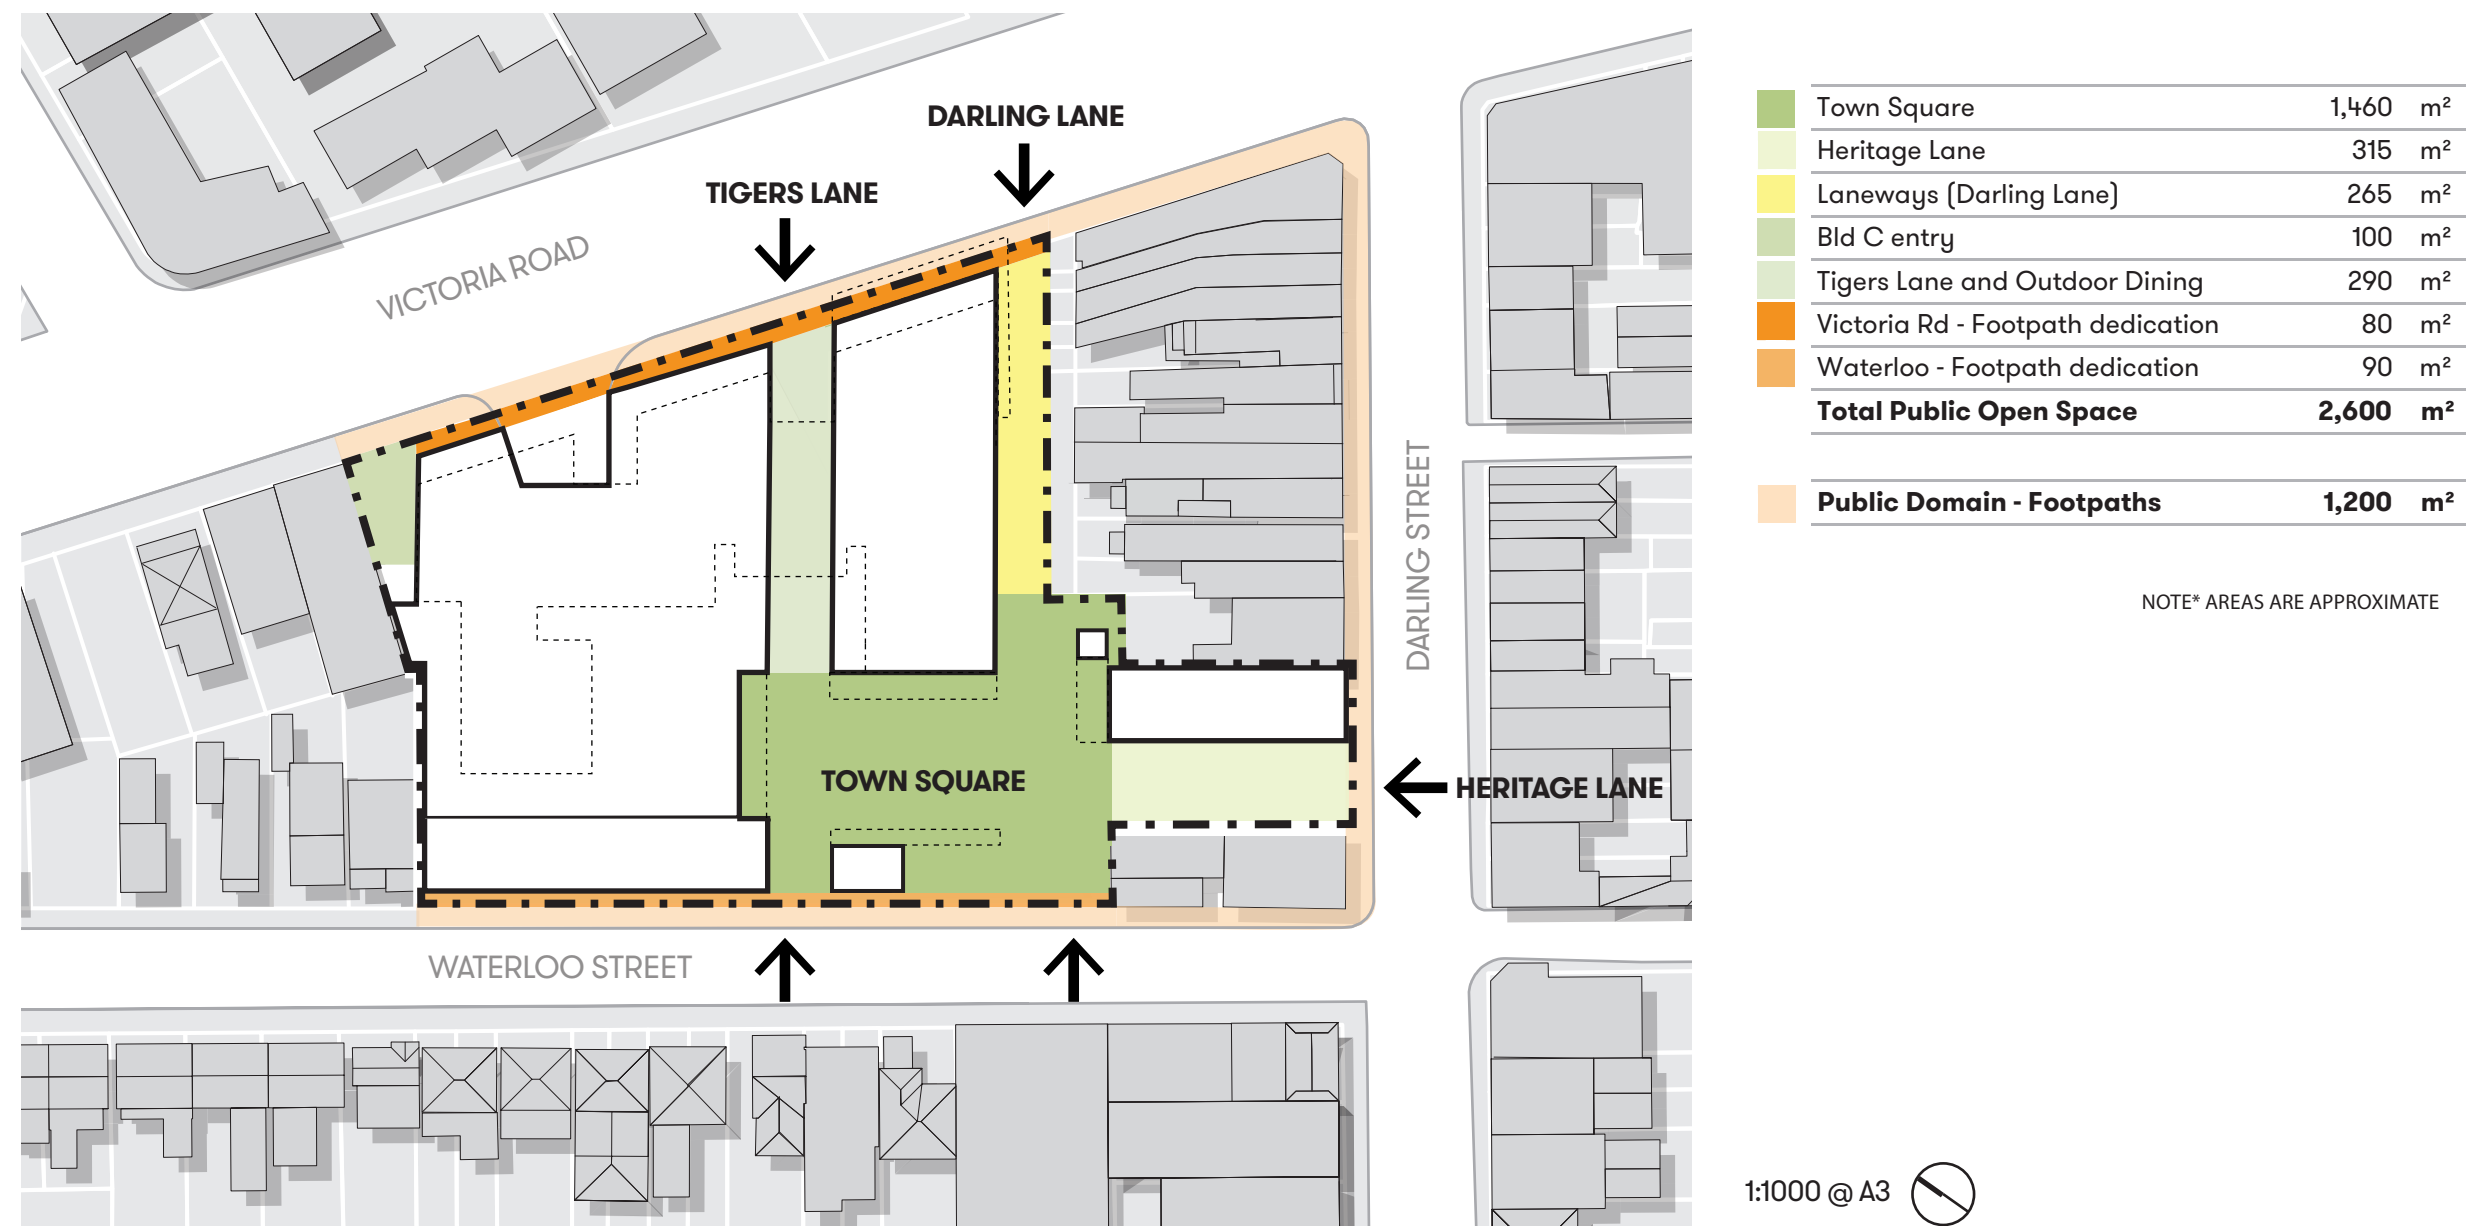 DARLING LANE
TIGERS LANE
VICTORIA ROAD
DARLING STREET
TOWN SQUARE
HERITAGE LANE
WATERLOO STREET
Town Square 1,460 m²
Heritage Lane 315 m²
Laneways (Darling Lane) 265 m²
Bld C entry 100 m²
Tigers Lane and Outdoor Dining 290 m²
Victoria Rd - Footpath dedication 80 m²
Waterloo - Footpath dedication 90 m²
Total Public Open Space 2,600 m²
Public Domain - Footpaths 1,200 m²
NOTE* AREAS ARE APPROXIMATE
1:1000 @ A3